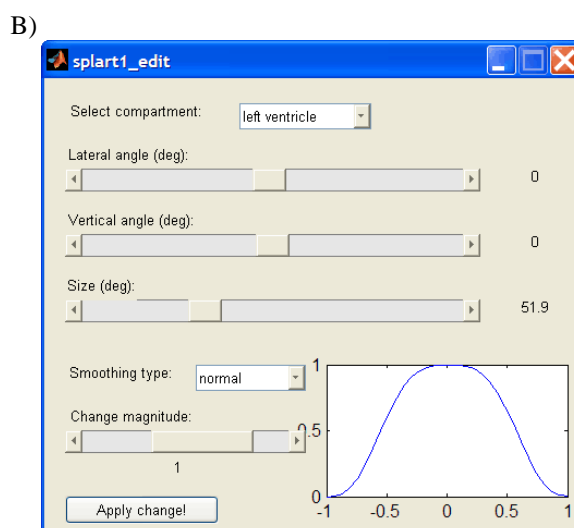 B)
splart1_edit
Select compartment: left ventricle
Lateral angle (deg):
0
Vertical angle (deg):
0
Size (deg):
51.9
Smoothing type: normal
Change magnitude:
1
Apply change!
1
0.5
0
-1 -0.5 0 0.5 1